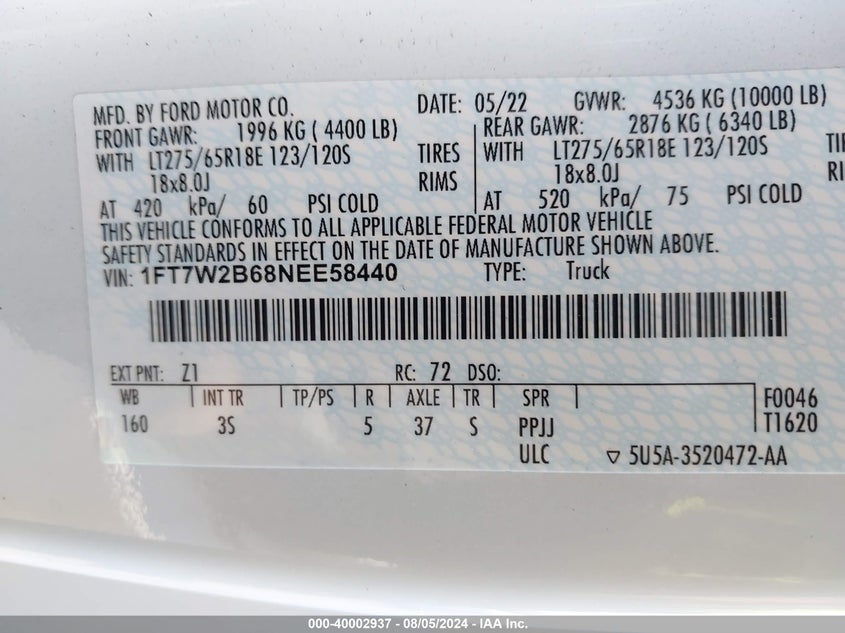 MFD. BY FORD MOTOR CO. DATE: 05/22 GVWR: 4536 KG (10000 LB)
FRONT GAWR: 1996 KG ( 4400 LB) REAR GAWR: 2876 KG ( 6340 LB)
WITH LT275/65R18E 123/120S TIRES WITH LT275/65R18E 123/120S
18x8.0J RIMS 18x8.0J
AT 420 kPa/ 60 PSI COLD AT 520 kPa/ 75 PSI COLD
THIS VEHICLE CONFORMS TO ALL APPLICABLE FEDERAL MOTOR VEHICLE
SAFETY STANDARDS IN EFFECT ON THE DATE OF MANUFACTURE SHOWN ABOVE.
VIN: 1FT7W2B68NEE58440 TYPE: Truck
EXT PNT: Z1 RC: 72 DSO:
WB INT TR TP/PS R AXLE TR SPR F0046
160 3S 5 37 S PPJJ T1620
ULC ▽ 5U5A-3520472-AA
000-40002937 - 08/05/2024 - IAA Inc.